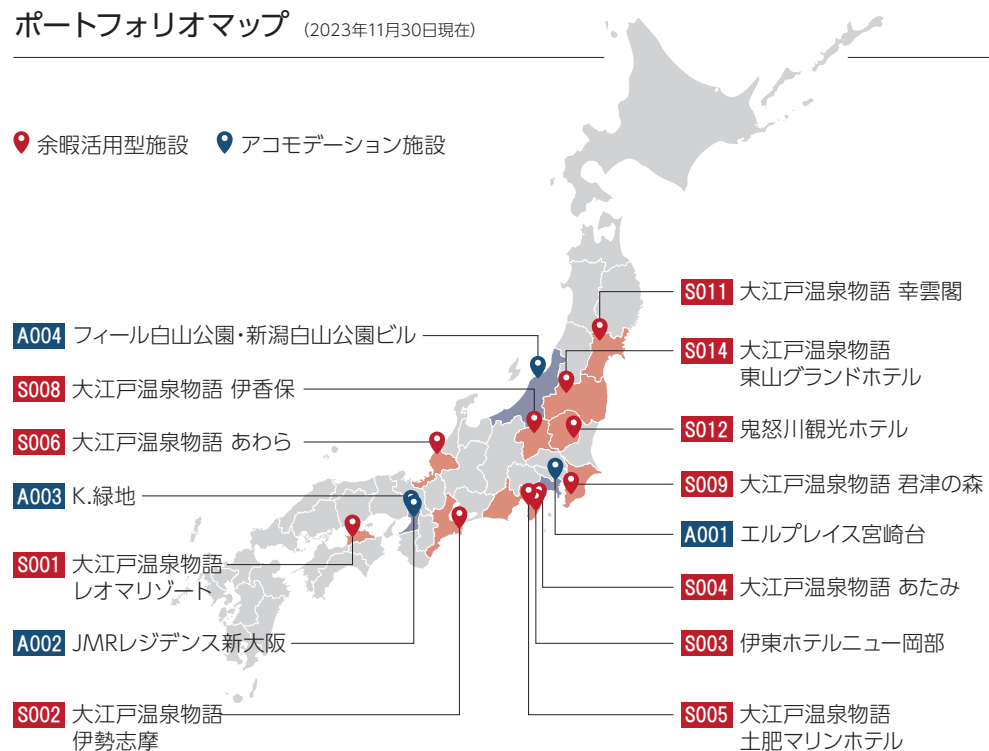 ポートフォリオマップ (2023年11月30日現在)
余暇活用型施設 アコモデーション施設
A004 フィール白山公園・新潟白山公園ビル
S008 大江戸温泉物語 伊香保
S006 大江戸温泉物語 あわら
A003 K.緑地
S001 大江戸温泉物語
レオマリゾート
A002 JMRレジデンス新大阪
S002 大江戸温泉物語
伊勢志摩
S011 大江戸温泉物語 幸雲閣
S014 大江戸温泉物語
東山グランドホテル
S012 鬼怒川観光ホテル
S009 大江戸温泉物語 君津の森
A001 エルプレイス宮崎台
S004 大江戸温泉物語 あたみ
S003 伊東ホテルニュー岡部
S005 大江戸温泉物語
土肥マリンホテル